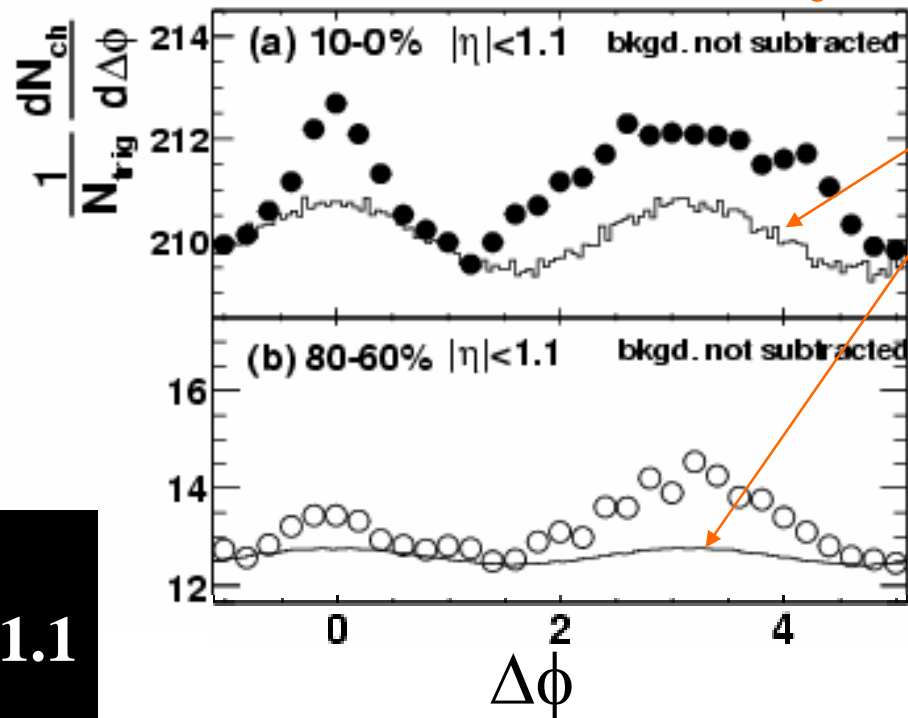 (a) 10-0% |η|<1.1 bkgd. not subtracted
1/N_trig dN_ch/dΔϕ
214
212
210
(b) 80-60% |η|<1.1 bkgd. not subtracted
16
14
12
0 2 4
Δϕ
1.1